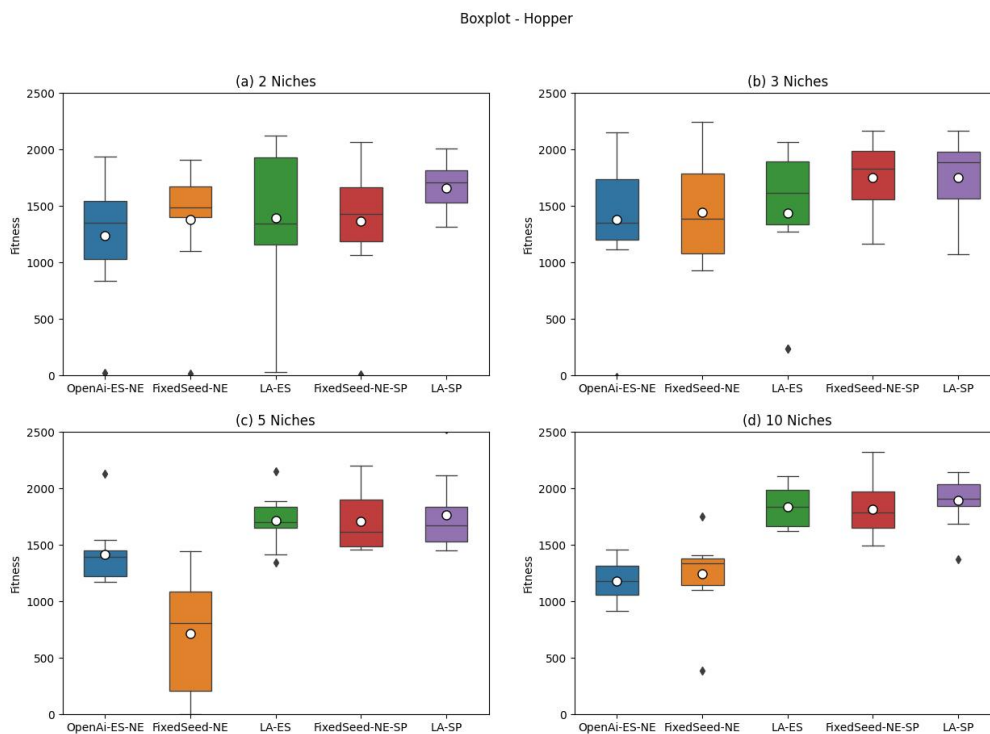 Boxplot - Hopper
(a) 2 Niches
2500
2000
1500
1000
500
0
Fitness
OpenAi-ES-NE FixedSeed-NE LA-ES FixedSeed-NE-SP LA-SP
(b) 3 Niches
2500
2000
1500
1000
500
0
Fitness
OpenAi-ES-NE FixedSeed-NE LA-ES FixedSeed-NE-SP LA-SP
(c) 5 Niches
2500
2000
1500
1000
500
0
Fitness
OpenAi-ES-NE FixedSeed-NE LA-ES FixedSeed-NE-SP LA-SP
(d) 10 Niches
2500
2000
1500
1000
500
0
Fitness
OpenAi-ES-NE FixedSeed-NE LA-ES FixedSeed-NE-SP LA-SP